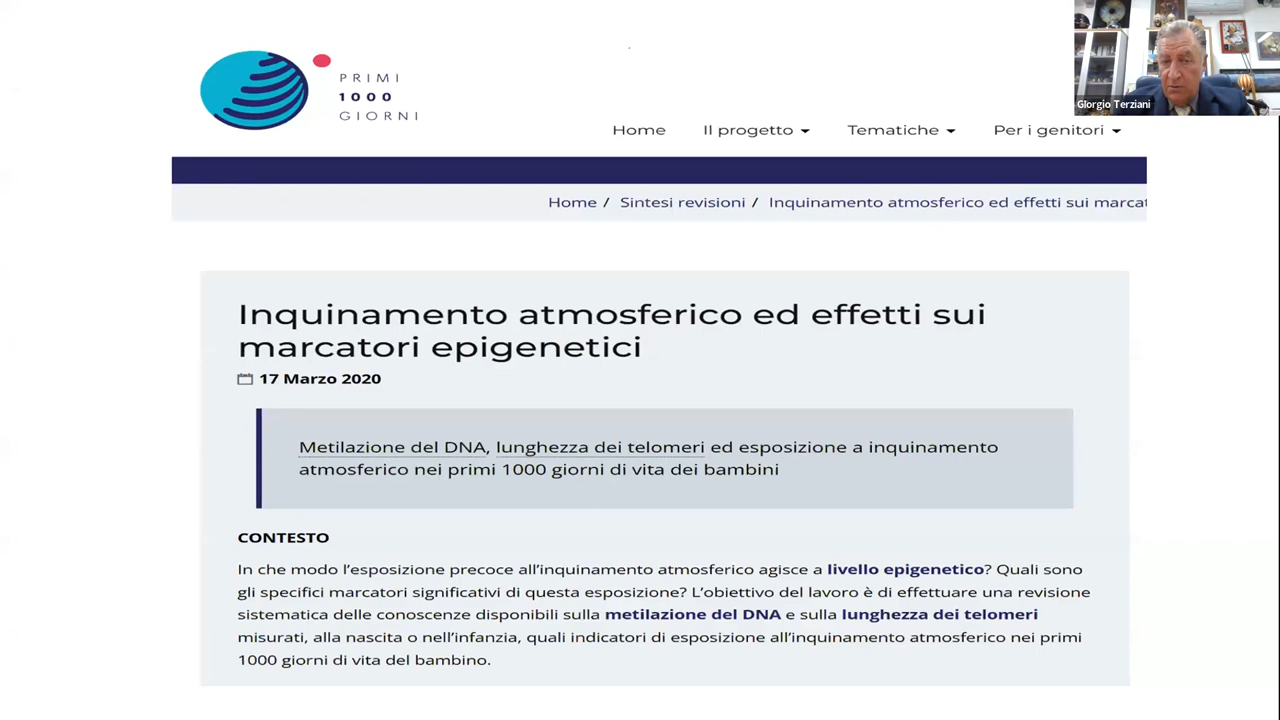 PRIMI
1000
GIORNI
Giorgio Terziani
Home Il progetto Tematiche Per i genitori
Home / Sintesi revisioni / Inquinamento atmosferico ed effetti sui marcat
Inquinamento atmosferico ed effetti sui
marcatori epigenetici
17 Marzo 2020
Metilazione del DNA, lunghezza dei telomeri ed esposizione a inquinamento
atmosferico nei primi 1000 giorni di vita dei bambini
CONTESTO
In che modo l’esposizione precoce all’inquinamento atmosferico agisce a livello epigenetico? Quali sono
gli specifici marcatori significativi di questa esposizione? L’obiettivo del lavoro è di effettuare una revisione
sistematica delle conoscenze disponibili sulla metilazione del DNA e sulla lunghezza dei telomeri
misurati, alla nascita o nell’infanzia, quali indicatori di esposizione all’inquinamento atmosferico nei primi
1000 giorni di vita del bambino.